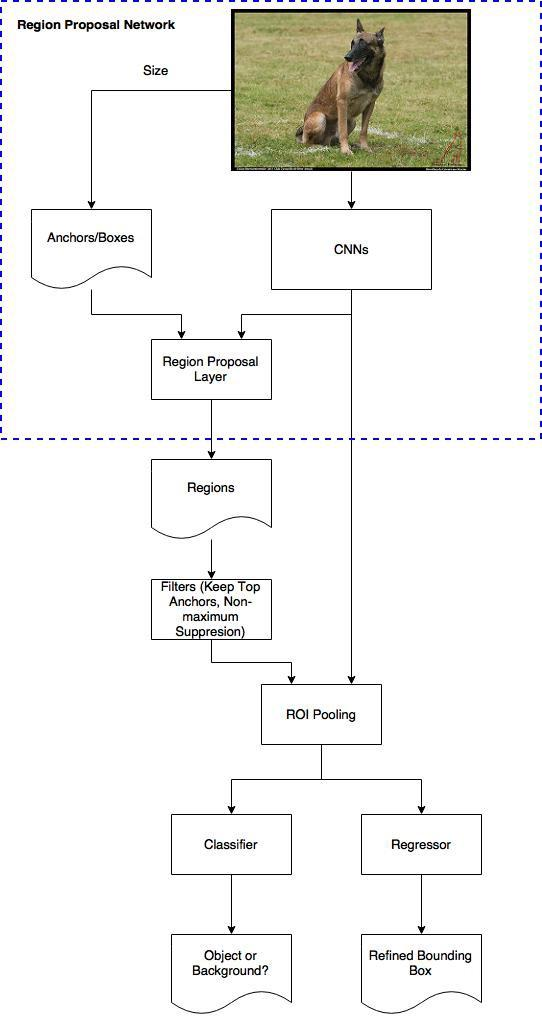 Region Proposal Network
Size
Anchors/Boxes
CNNs
Region Proposal
Layer
Regions
Filters (Keep Top
Anchors, Non-
maximum
Suppresion)
ROI Pooling
Classifier
Regressor
Object or
Background?
Refined Bounding
Box